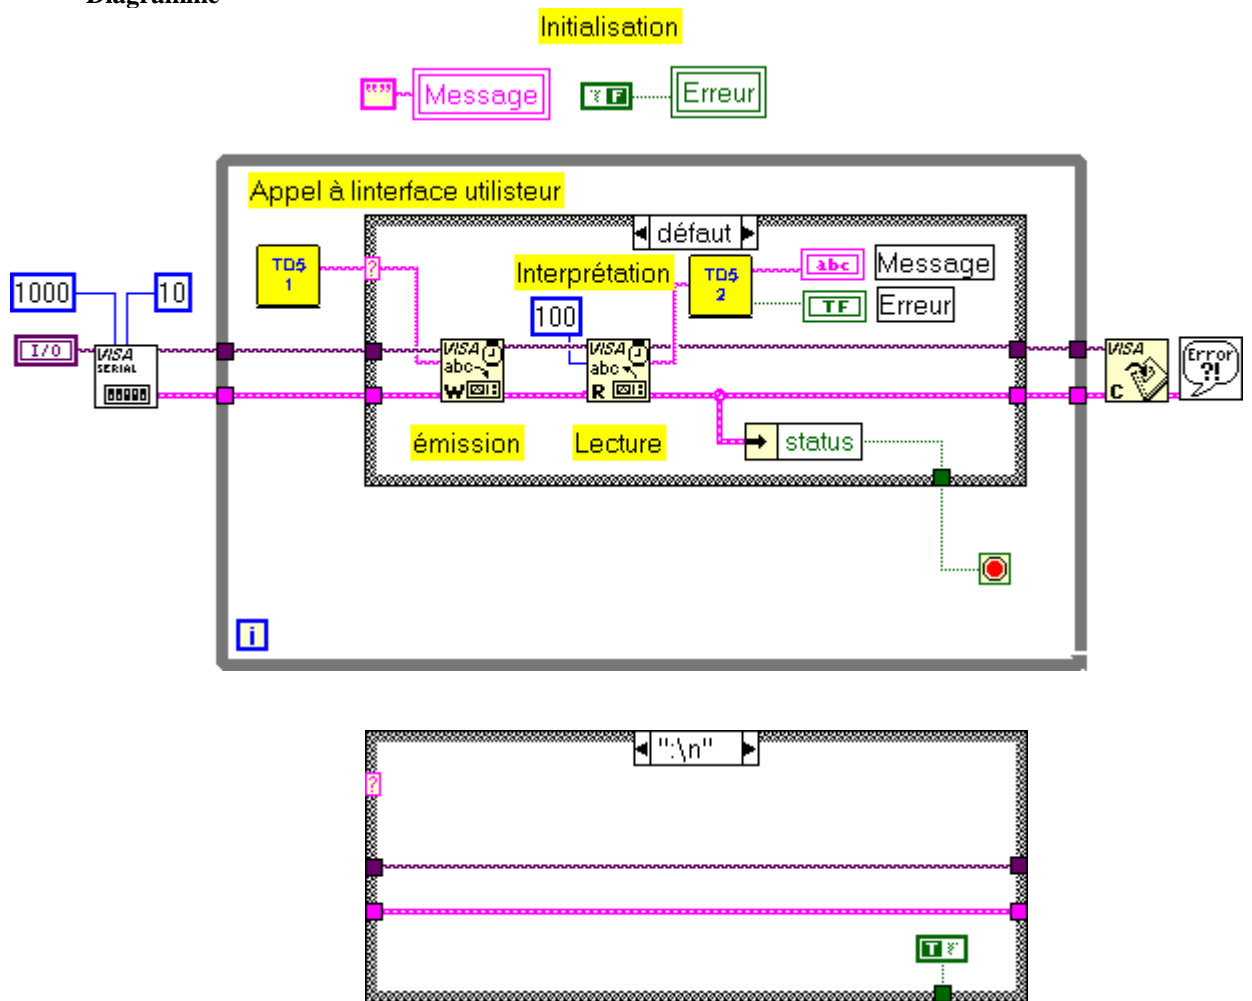 Diagramme
Initialisation
"" Message F Erreur
Appel à linterface utilisteur
défaut
TD5 1
?
Interprétation
TD5 2
abc Message
TF Erreur
1000 10
100
I/O
VISA SERIAL
VISA abc W
VISA abc R
VISA C
Error ?!
émission Lecture
status
i
":\n"
?
T